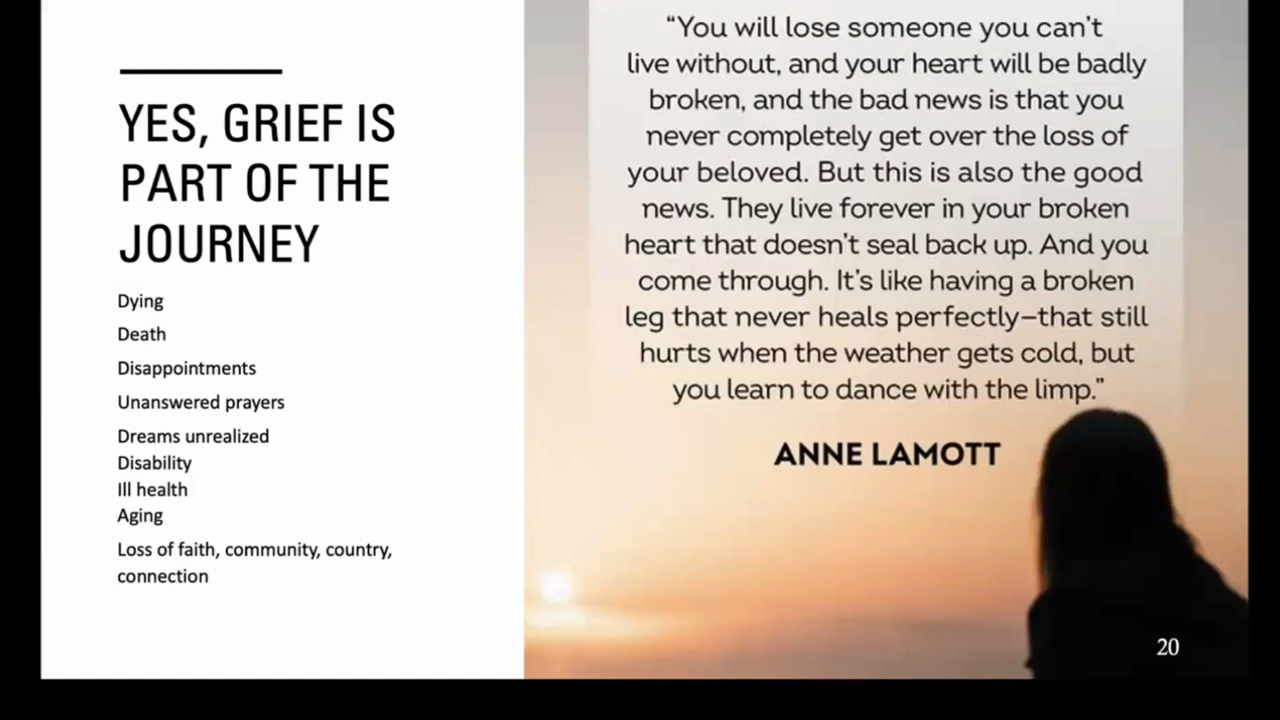 YES, GRIEF IS
PART OF THE
JOURNEY
Dying
Death
Disappointments
Unanswered prayers
Dreams unrealized
Disability
Ill health
Aging
Loss of faith, community, country,
connection
“You will lose someone you can’t
live without, and your heart will be badly
broken, and the bad news is that you
never completely get over the loss of
your beloved. But this is also the good
news. They live forever in your broken
heart that doesn’t seal back up. And you
come through. It’s like having a broken
leg that never heals perfectly—that still
hurts when the weather gets cold, but
you learn to dance with the limp.”
ANNE LAMOTT
20